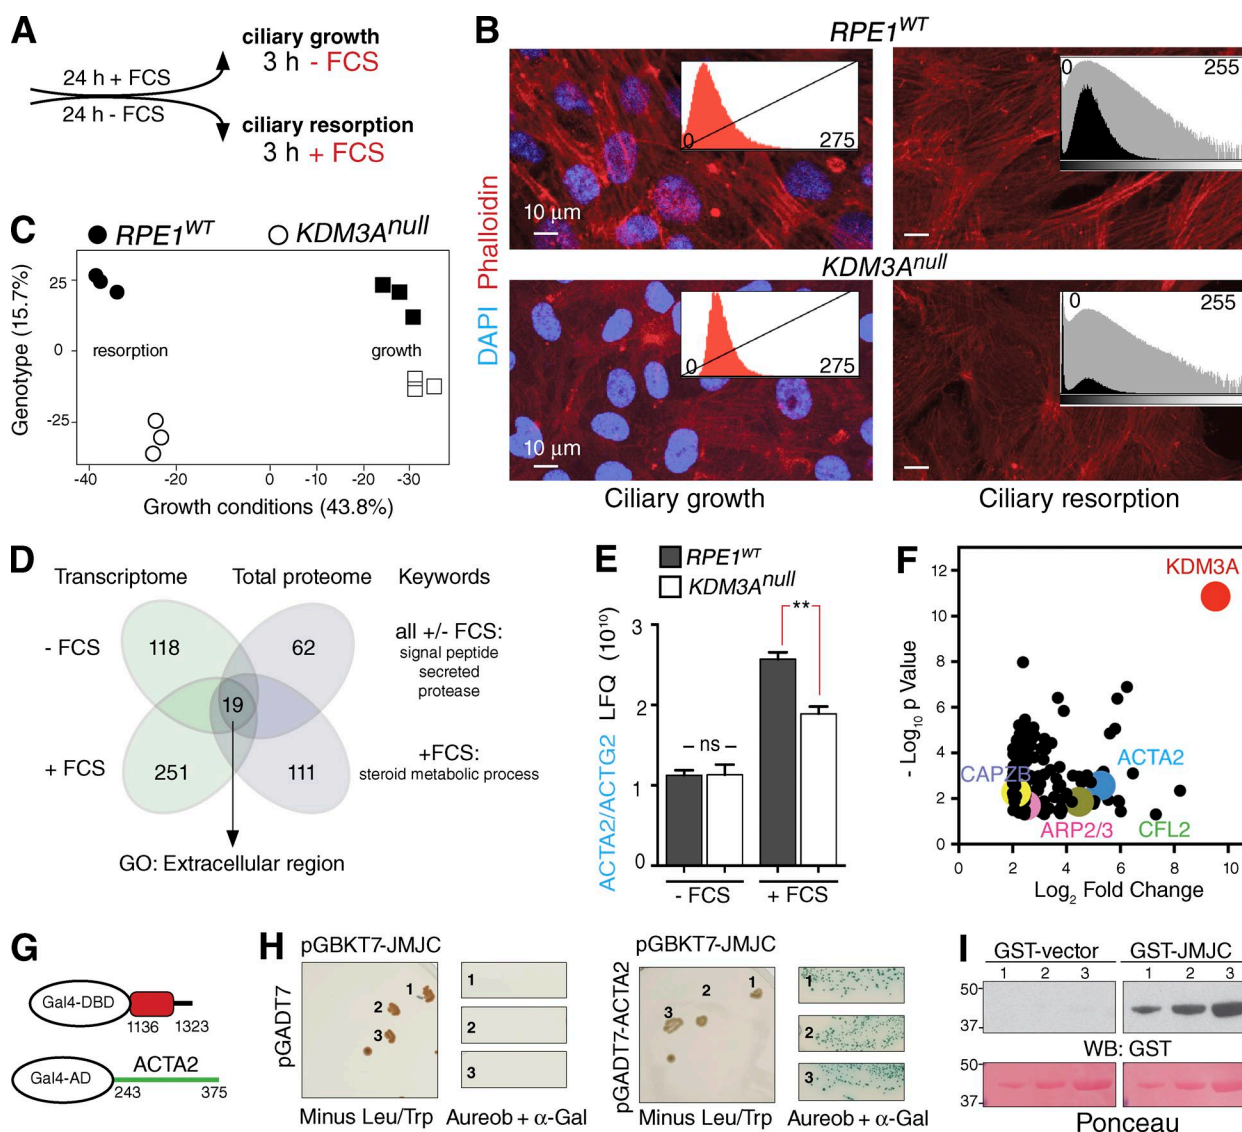 A
24 h + FCS
24 h - FCS
ciliary growth
3 h - FCS
ciliary resorption
3 h + FCS
B
RPE1WT
KDM3Anull
DAPI Phalloidin
0
275
10 μm
0
255
0
275
10 μm
0
255
Ciliary growth
Ciliary resorption
C
RPE1WT
KDM3Anull
Genotype (15.7%)
25
0
-25
resorption
growth
-40
-20
0
-10
-20
-30
Growth conditions (43.8%)
D
Transcriptome
Total proteome
Keywords
- FCS
+ FCS
118
62
19
251
111
all +/- FCS:
signal peptide
secreted
protease
+FCS:
steroid metabolic process
GO: Extracellular region
E
RPE1WT
KDM3Anull
ACTA2/ACTG2 LFQ (10¹⁰)
3
2
1
0
ns
**
- FCS
+ FCS
F
- Log10 p Value
12
10
8
6
4
2
0
KDM3A
ACTA2
CAPZB
ARP2/3
CFL2
0
2
4
6
8
10
Log2 Fold Change
G
Gal4-DBD
1136
1323
Gal4-AD
ACTA2
243
375
H
pGBKT7-JMJC
pGADT7
1
2
3
1
2
3
Minus Leu/Trp
Aureob + α-Gal
pGBKT7-JMJC
pGADT7-ACTA2
1
2
3
1
2
3
Minus Leu/Trp
Aureob + α-Gal
I
GST-vector
GST-JMJC
1 2 3
1 2 3
50
37
WB: GST
50
37
Ponceau